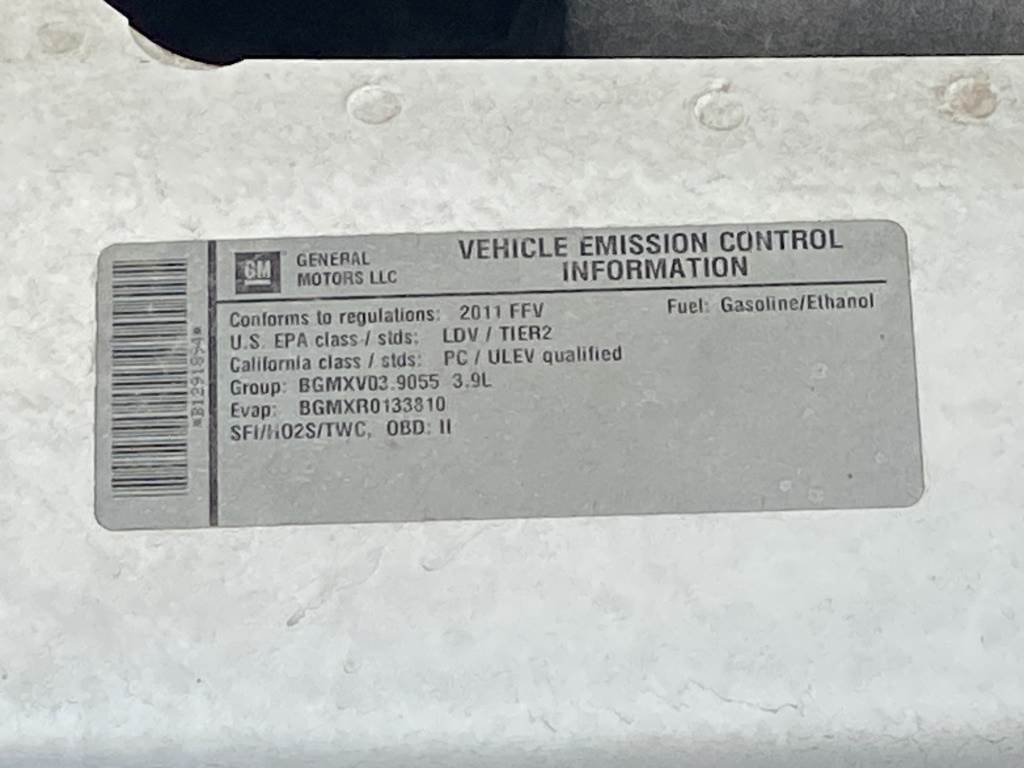 GM
GENERAL
MOTORS LLC
VEHICLE EMISSION CONTROL
INFORMATION
Conforms to regulations: 2011 FFV
Fuel: Gasoline/Ethanol
U.S. EPA class / stds: LDV / TIER2
California class / stds: PC / ULEV qualified
Group: BGMXV03.9055 3.9L
Evap: BGMXR0133810
SFI/HO2S/TWC, OBD: II
*B1291894*